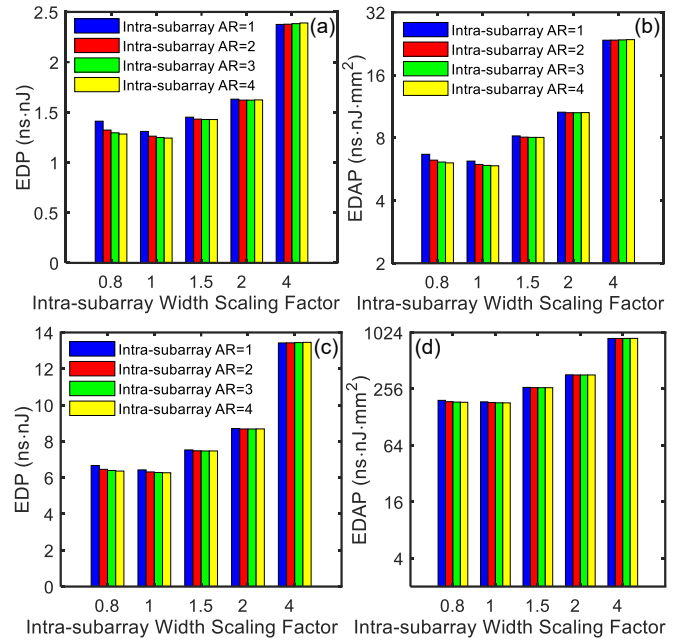 (a)
EDP (ns·nJ)
2.5
2
1.5
1
0.5
0
Intra-subarray AR=1
Intra-subarray AR=2
Intra-subarray AR=3
Intra-subarray AR=4
0.8 1 1.5 2 4
Intra-subarray Width Scaling Factor
(b)
EDAP (ns·nJ·mm²)
32
16
8
4
2
Intra-subarray AR=1
Intra-subarray AR=2
Intra-subarray AR=3
Intra-subarray AR=4
0.8 1 1.5 2 4
Intra-subarray Width Scaling Factor
(c)
EDP (ns·nJ)
14
12
10
8
6
4
2
0
Intra-subarray AR=1
Intra-subarray AR=2
Intra-subarray AR=3
Intra-subarray AR=4
0.8 1 1.5 2 4
Intra-subarray Width Scaling Factor
(d)
EDAP (ns·nJ·mm²)
1024
256
64
16
4
0.8 1 1.5 2 4
Intra-subarray Width Scaling Factor